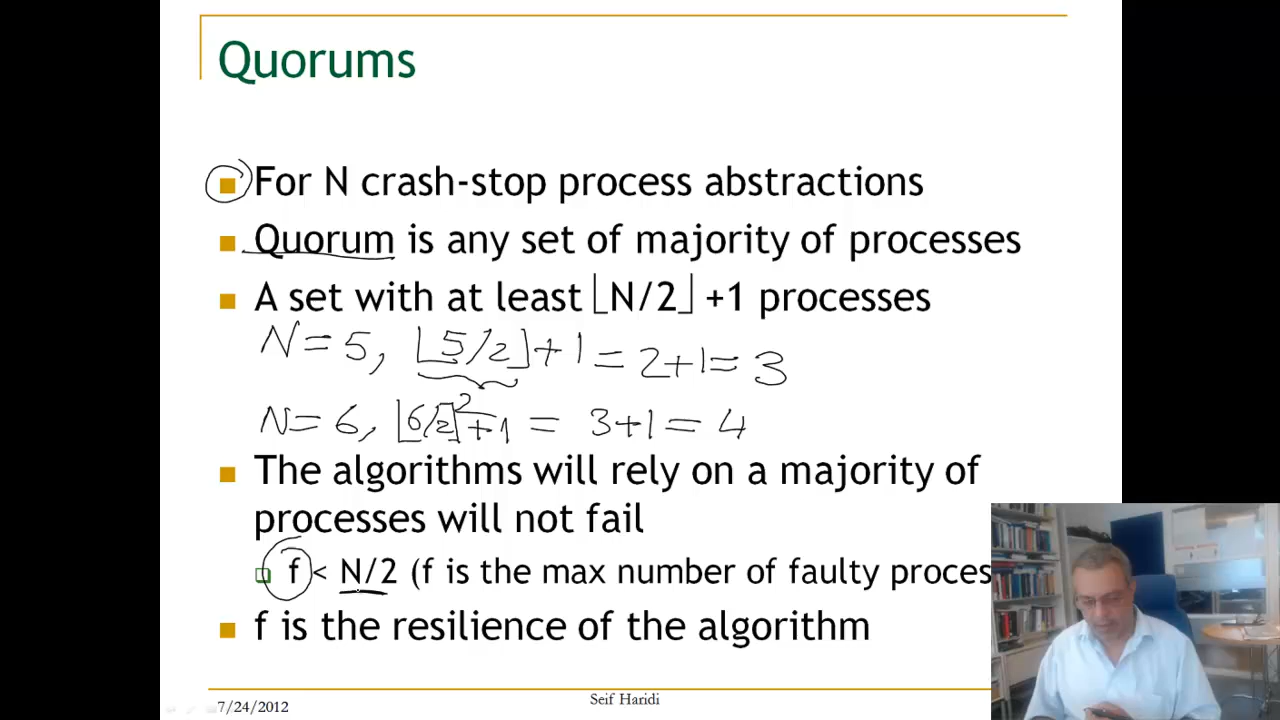 Quorums
For N crash-stop process abstractions
Quorum is any set of majority of processes
A set with at least ⌊N/2⌋ +1 processes
N = 5, ⌊5/2⌋ + 1 = 2+1 = 3
2
N = 6, ⌊6/2⌋ + 1 = 3+1 = 4
The algorithms will rely on a majority of
processes will not fail
f < N/2 (f is the max number of faulty proces
f is the resilience of the algorithm
7/24/2012
Seif Haridi